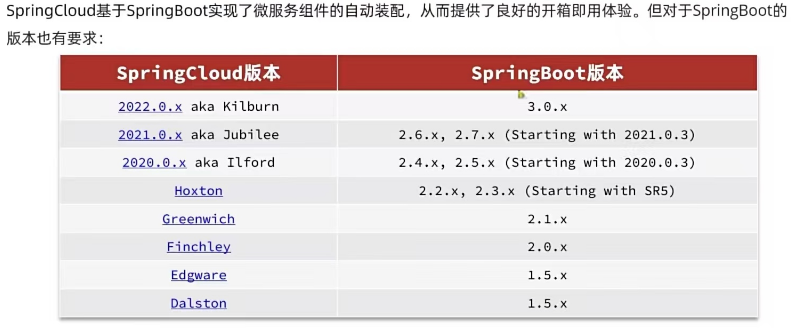 SpringCloud基于SpringBoot实现了微服务组件的自动装配，从而提供了良好的开箱即用体验。但对于SpringBoot的
版本也有要求：
SpringCloud版本 SpringBoot版本
2022.0.x aka Kilburn 3.0.x
2021.0.x aka Jubilee 2.6.x, 2.7.x (Starting with 2021.0.3)
2020.0.x aka Ilford 2.4.x, 2.5.x (Starting with 2020.0.3)
Hoxton 2.2.x, 2.3.x (Starting with SR5)
Greenwich 2.1.x
Finchley 2.0.x
Edgware 1.5.x
Dalston 1.5.x